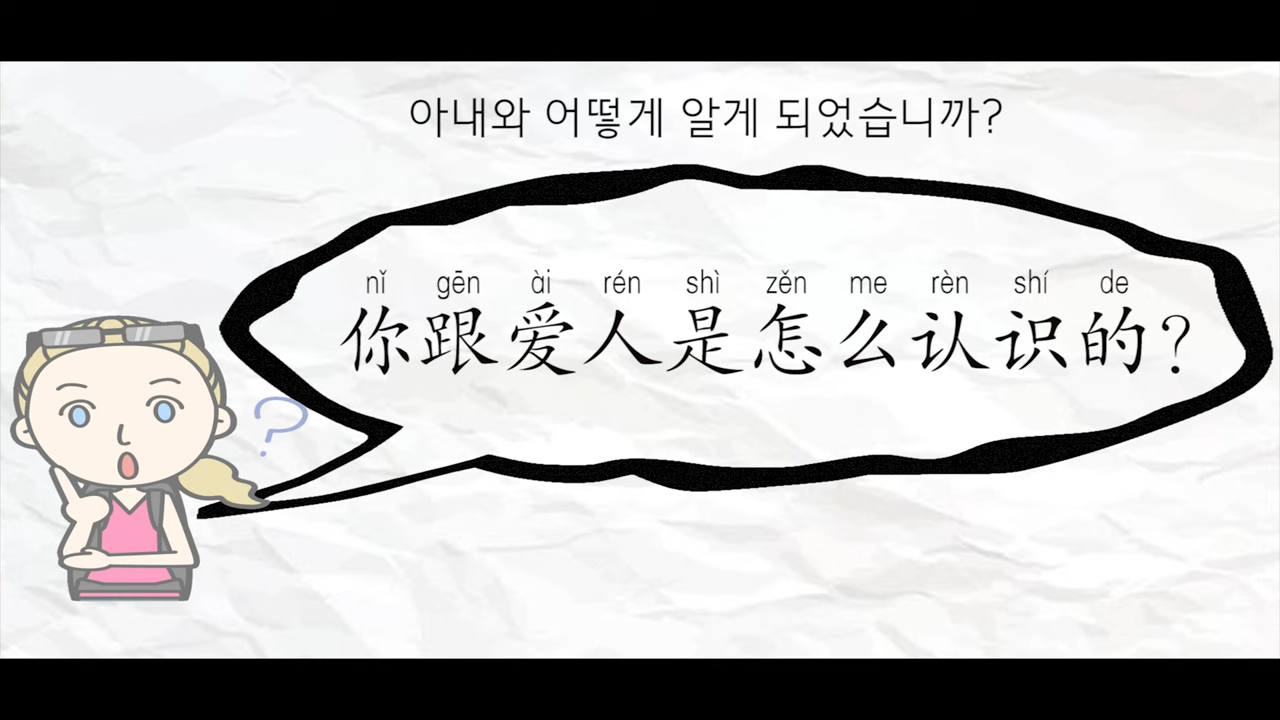 아내와 어떻게 알게 되었습니까?
nǐ gēn ài rén shì zěn me rèn shí de
你跟爱人是怎么认识的?
?